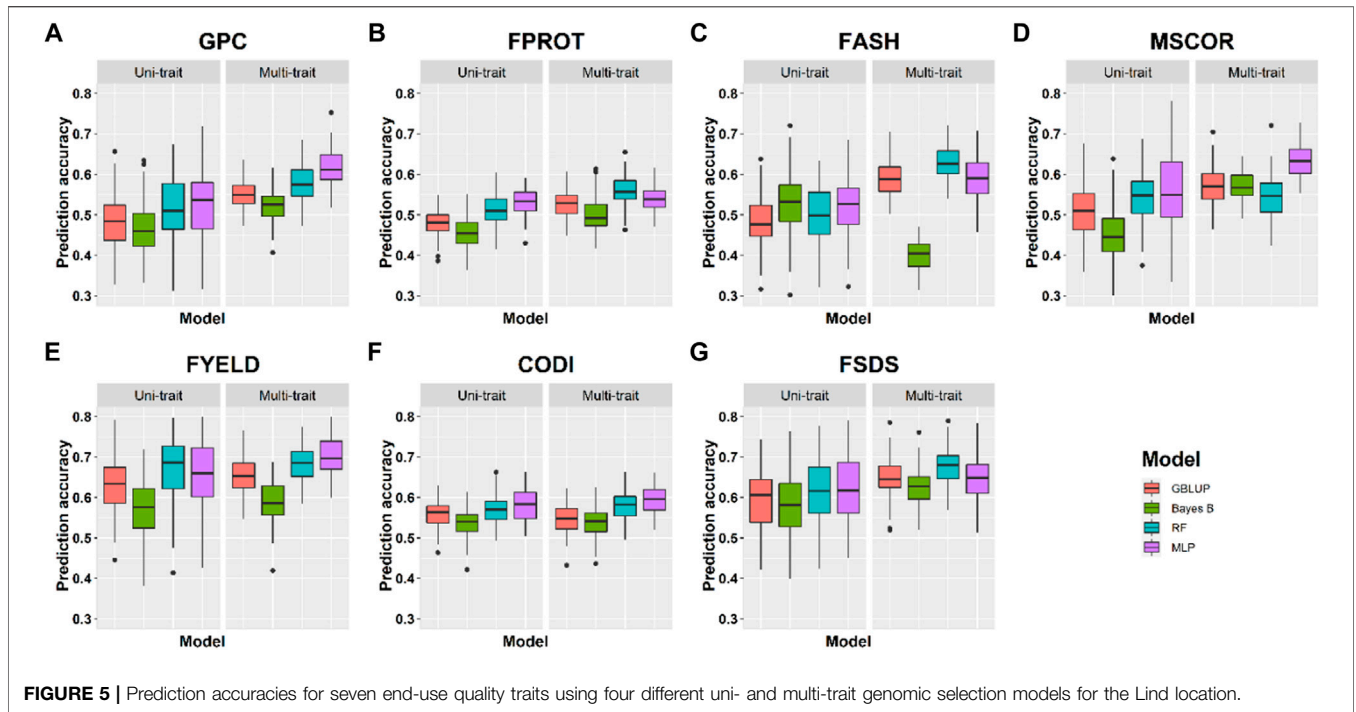 A
GPC
Uni-trait
Multi-trait
Prediction accuracy
0.8
0.7
0.6
0.5
0.4
0.3
Model
B
FPROT
Uni-trait
Multi-trait
Prediction accuracy
0.8
0.7
0.6
0.5
0.4
0.3
Model
C
FASH
Uni-trait
Multi-trait
Prediction accuracy
0.8
0.7
0.6
0.5
0.4
0.3
Model
D
MSCOR
Uni-trait
Multi-trait
Prediction accuracy
0.8
0.7
0.6
0.5
0.4
0.3
Model
E
FYELD
Uni-trait
Multi-trait
Prediction accuracy
0.8
0.7
0.6
0.5
0.4
0.3
Model
F
CODI
Uni-trait
Multi-trait
Prediction accuracy
0.8
0.7
0.6
0.5
0.4
0.3
Model
G
FSDS
Uni-trait
Multi-trait
Prediction accuracy
0.8
0.7
0.6
0.5
0.4
0.3
Model
Model
GBLUP
Bayes B
RF
MLP
FIGURE 5 | Prediction accuracies for seven end-use quality traits using four different uni- and multi-trait genomic selection models for the Lind location.